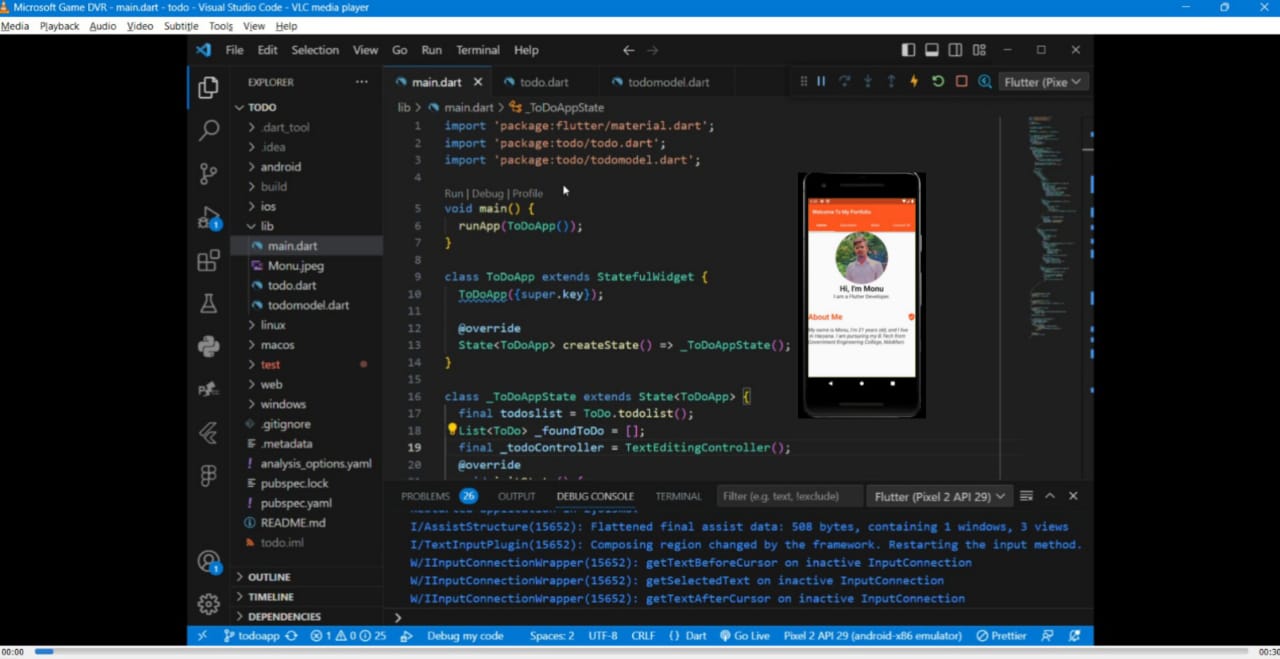 Microsoft Game DVR - main.dart - todo - Visual Studio Code - VLC media player
Media Playback Audio Video Subtitle Tools View Help
File Edit Selection View Go Run Terminal Help
EXPLORER
TODO
.dart_tool
.idea
android
build
ios
lib
main.dart
Monu.jpeg
todo.dart
todomodel.dart
linux
macos
test
web
windows
.gitignore
.metadata
analysis_options.yaml
pubspec.lock
pubspec.yaml
README.md
todo.iml
OUTLINE
TIMELINE
DEPENDENCIES
1
1
main.dart todo.dart todomodel.dart
Flutter (Pixe
lib > main.dart > _ToDoAppState
1 import 'package:flutter/material.dart';
2 import 'package:todo/todo.dart';
3 import 'package:todo/todomodel.dart';
4
Run | Debug | Profile
5 void main() {
6 runApp(ToDoApp());
7 }
8
9 class ToDoApp extends StatefulWidget {
10 ToDoApp({super.key});
11
12 @override
13 State<ToDoApp> createState() => _ToDoAppState();
14 }
15
16 class _ToDoAppState extends State<ToDoApp> {
17 final todoslist = ToDo.todolist();
18 List<ToDo> _foundToDo = [];
19 final _todoController = TextEditingController();
20 @override
Welcome To My Portfolio
Hi, I'm Monu
I am a Flutter Developer.
About Me
My name is Monu, I'm 21 years old, and I live
in Haryana. I am pursuing my B.Tech from
Government Engineering College, Nilokheri.
PROBLEMS 26 OUTPUT DEBUG CONSOLE TERMINAL Filter (e.g. text, !exclude) Flutter (Pixel 2 API 29)
I/AssistStructure(15652): Flattened final assist data: 508 bytes, containing 1 windows, 3 views
I/TextInputPlugin(15652): Composing region changed by the framework. Restarting the input method.
W/IInputConnectionWrapper(15652): getTextBeforeCursor on inactive InputConnection
W/IInputConnectionWrapper(15652): getSelectedText on inactive InputConnection
W/IInputConnectionWrapper(15652): getTextAfterCursor on inactive InputConnection
todoapp 1 0 25 Debug my code Spaces: 2 UTF-8 CRLF {} Dart Go Live Pixel 2 API 29 (android-x86 emulator) Prettier
00:00